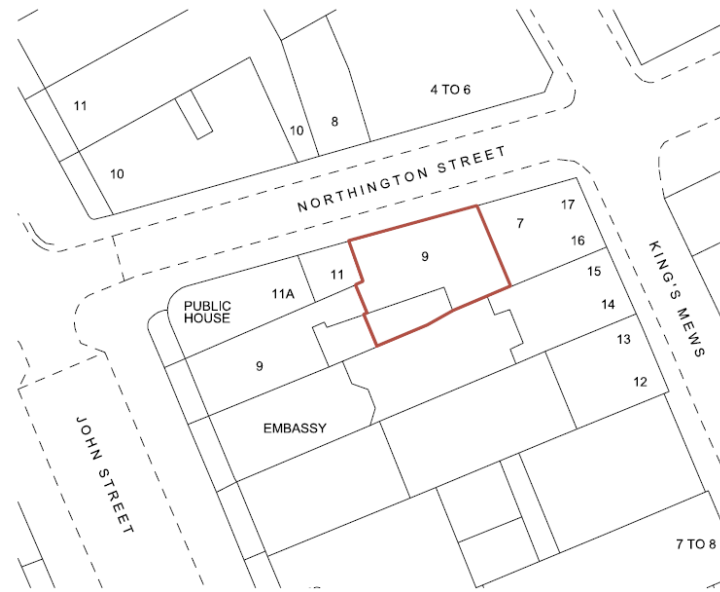 11
10
10
8
4 TO 6
NORTHINGTON STREET
PUBLIC
HOUSE
11A
11
9
7
17
16
15
14
13
12
KING'S MEWS
9
EMBASSY
JOHN STREET
7 TO 8